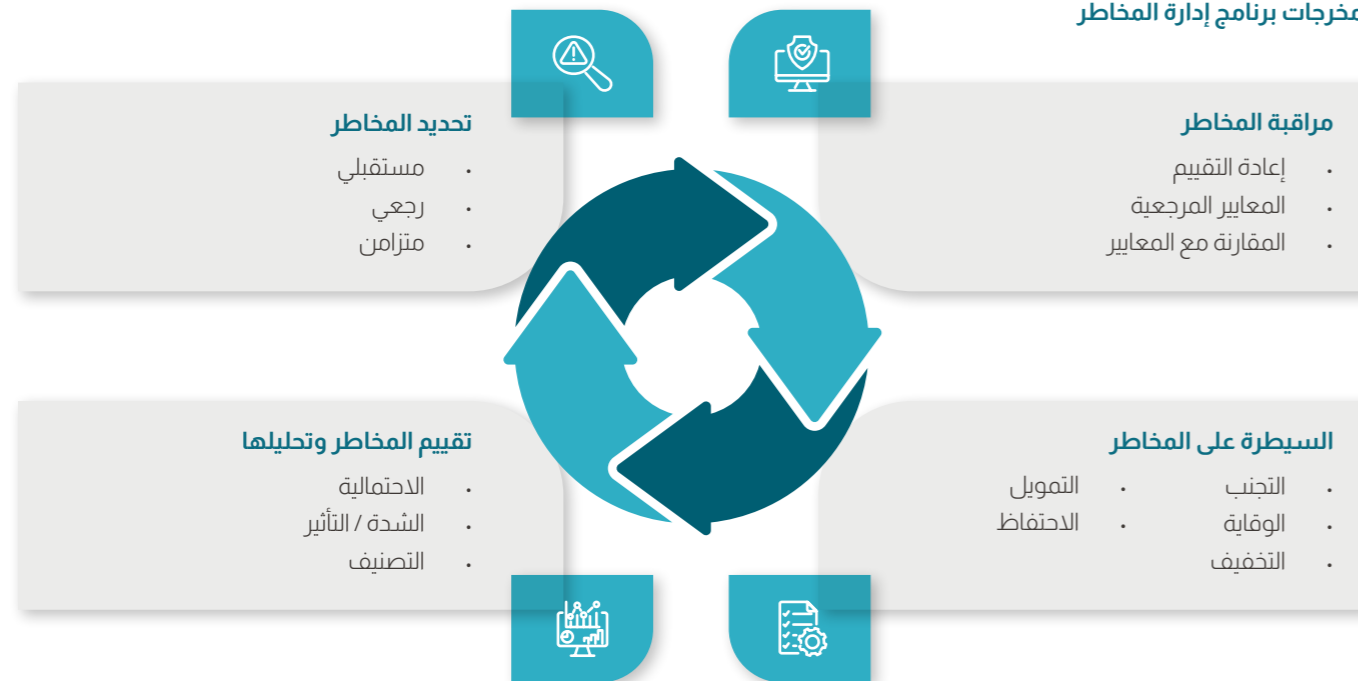 مخرجات برنامج إدارة المخاطر
مراقبة المخاطر
• إعادة التقييم
• المعايير المرجعية
• المقارنة مع المعايير
تحديد المخاطر
• مستقبلي
• رجعي
• متزامن
السيطرة على المخاطر
• التجنب
• الوقاية
• التخفيف
• التمويل
• الاحتفاظ
تقييم المخاطر وتحليلها
• الاحتمالية
• الشدة / التأثير
• التصنيف